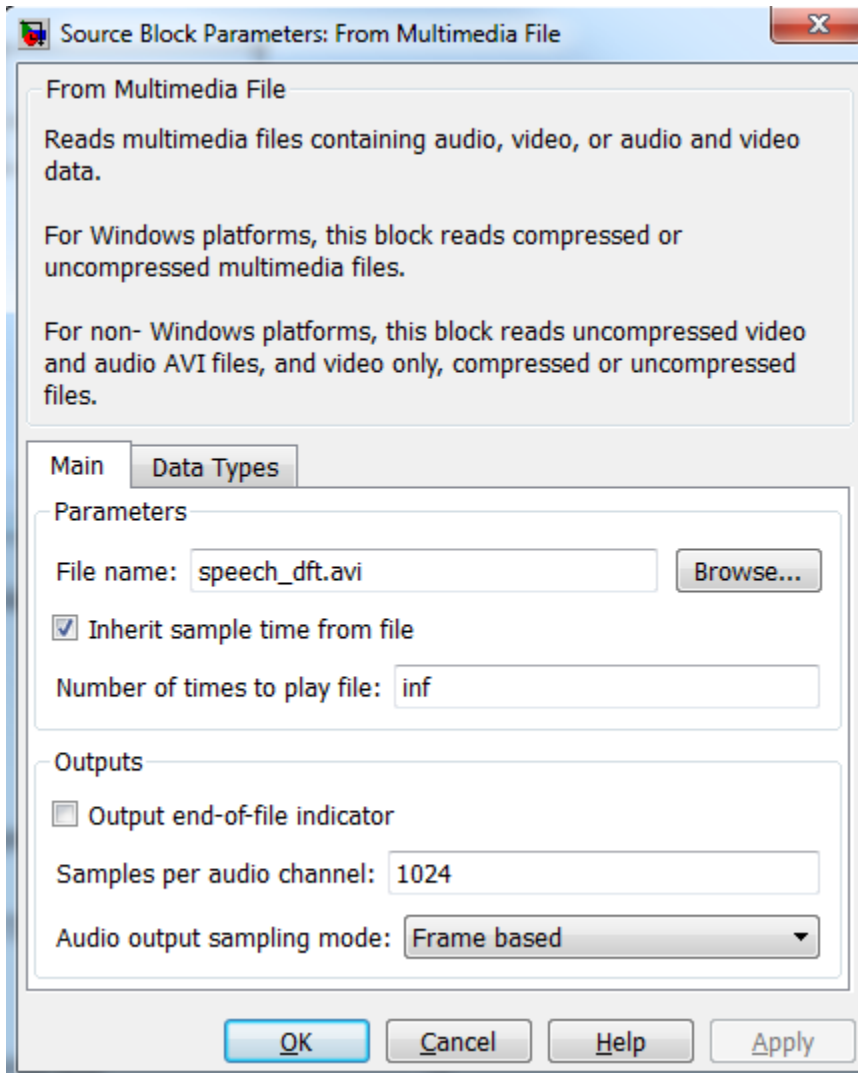 Source Block Parameters: From Multimedia File
From Multimedia File
Reads multimedia files containing audio, video, or audio and video
data.
For Windows platforms, this block reads compressed or
uncompressed multimedia files.
For non- Windows platforms, this block reads uncompressed video
and audio AVI files, and video only, compressed or uncompressed
files.
Main Data Types
Parameters
File name: speech_dft.avi Browse...
Inherit sample time from file
Number of times to play file: inf
Outputs
Output end-of-file indicator
Samples per audio channel: 1024
Audio output sampling mode: Frame based
OK Cancel Help Apply